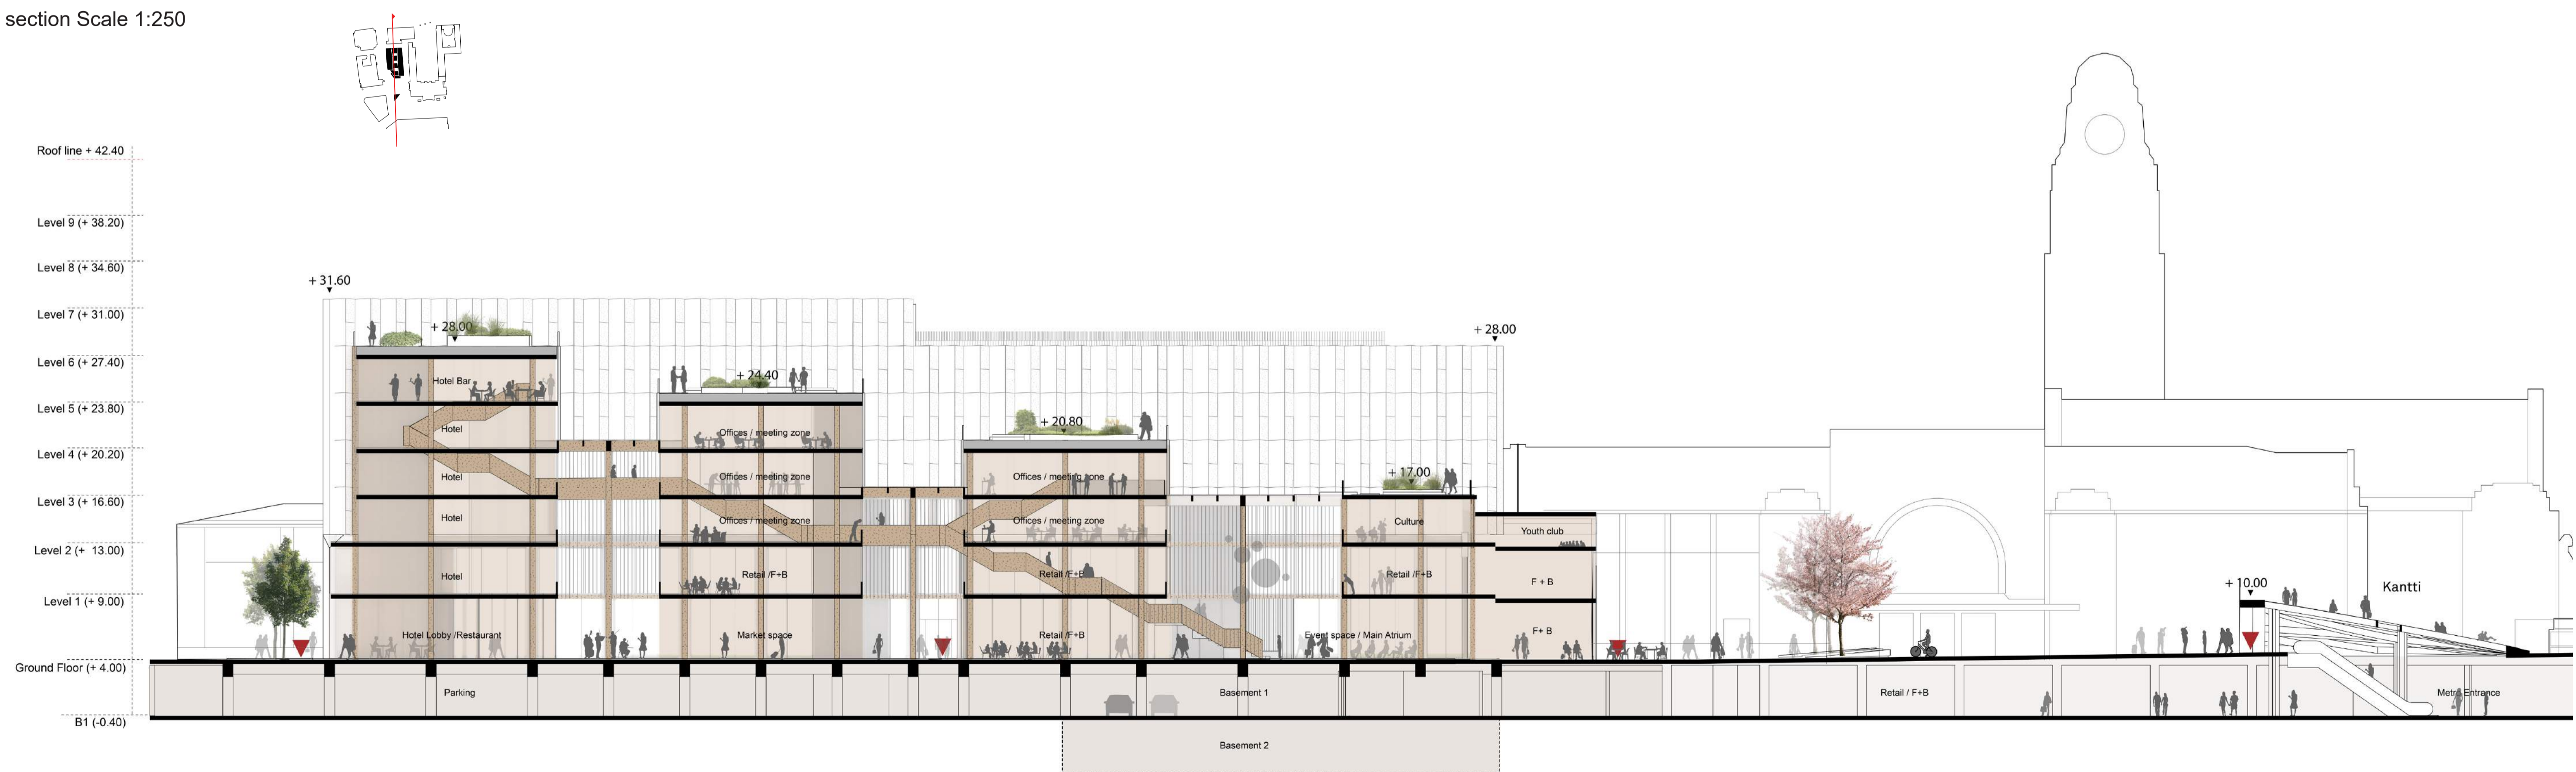 section Scale 1:250
Roof line + 42.40
Level 9 (+ 38.20)
Level 8 (+ 34.60)
Level 7 (+ 31.00)
Level 6 (+ 27.40)
Level 5 (+ 23.80)
Level 4 (+ 20.20)
Level 3 (+ 16.60)
Level 2 (+ 13.00)
Level 1 (+ 9.00)
Ground Floor (+ 4.00)
B1 (-0.40)
+ 31.60
+ 28.00
Hotel Bar
Hotel
Hotel
Hotel
Hotel
Hotel Lobby /Restaurant
+ 24.40
Offices / meeting zone
Offices / meeting zone
Offices / meeting zone
Retail /F+B
Market space
+ 20.80
Offices / meeting zone
Offices / meeting zone
Retail /F+B
Retail /F+B
+ 28.00
+ 17.00
Culture
Retail /F+B
Event space / Main Atrium
Youth club
F + B
F+ B
+ 10.00
Kantti
Parking
Basement 1
Retail / F+B
Metro Entrance
Basement 2